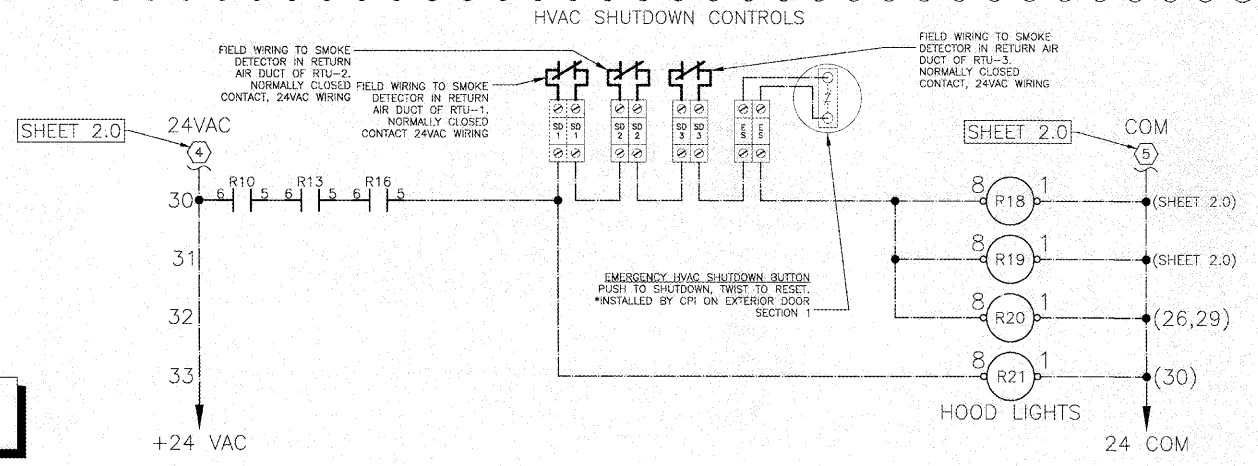 HVAC SHUTDOWN CONTROLS
FIELD WIRING TO SMOKE
DETECTOR IN RETURN
AIR DUCT OF RTU-2.
NORMALLY CLOSED
CONTACT, 24VAC WIRING
FIELD WIRING TO SMOKE
DETECTOR IN RETURN
AIR DUCT OF RTU-1.
NORMALLY CLOSED
CONTACT 24VAC WIRING
FIELD WIRING TO SMOKE
DETECTOR IN RETURN AIR
DUCT OF RTU-3.
NORMALLY CLOSED
CONTACT, 24VAC WIRING
SD 1 SD 1 SD 2 SD 2 SD 3 SD 3 ES ES
SHEET 2.0
24VAC
4
SHEET 2.0
COM
5
30 6 R10 5 6 R13 5 6 R16 5
8 R18 1 (SHEET 2.0)
31
8 R19 1 (SHEET 2.0)
EMERGENCY HVAC SHUTDOWN BUTTON
PUSH TO SHUTDOWN, TWIST TO RESET.
*INSTALLED BY CPI ON EXTERIOR DOOR
SECTION 1
32
8 R20 1 (26,29)
33
8 R21 1 (30)
HOOD LIGHTS
+24 VAC
24 COM